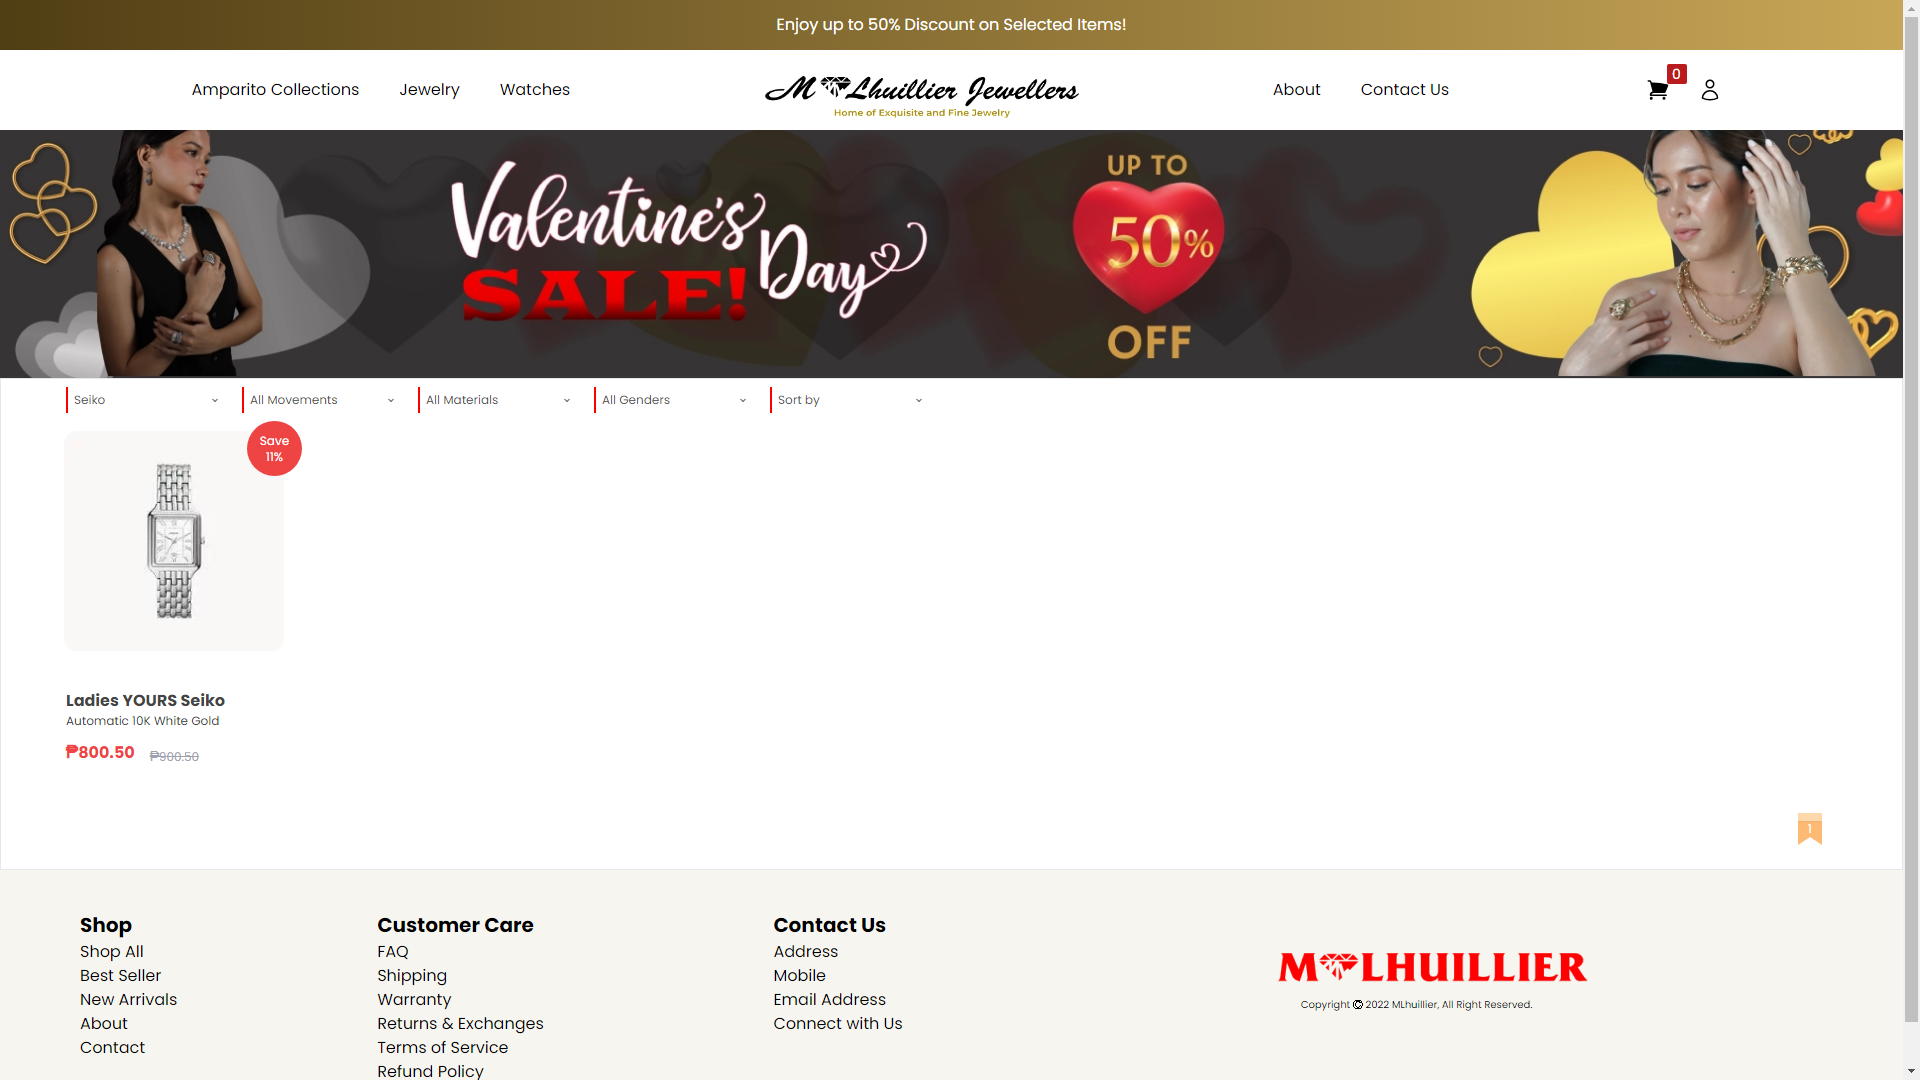 Enjoy up to 50% Discount on Selected Items!
Amparito Collections
Jewelry
Watches
M Lhuillier Jewellers
Home of Exquisite and Fine Jewelry
About
Contact Us
0
Valentine's Day
SALE!
UP TO
50%
OFF
Seiko
All Movements
All Materials
All Genders
Sort by
Save
11%
Ladies YOURS Seiko
Automatic 10K White Gold
₱800.50 ₱900.50
1
Shop
Shop All
Best Seller
New Arrivals
About
Contact
Customer Care
FAQ
Shipping
Warranty
Returns & Exchanges
Terms of Service
Refund Policy
Contact Us
Address
Mobile
Email Address
Connect with Us
M LHUILLIER
Copyright © 2022 MLhuillier, All Right Reserved.